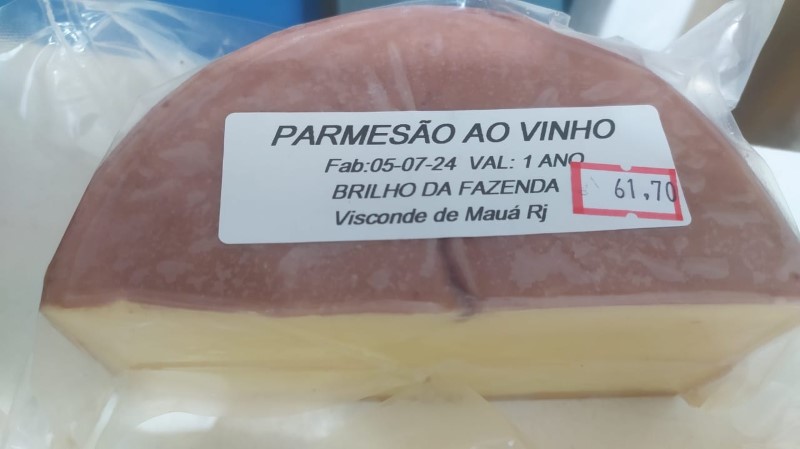 PARMESÃO AO VINHO
Fab:05-07-24 VAL: 1 ANO
BRILHO DA FAZENDA
61,70
Visconde de Mauá Rj